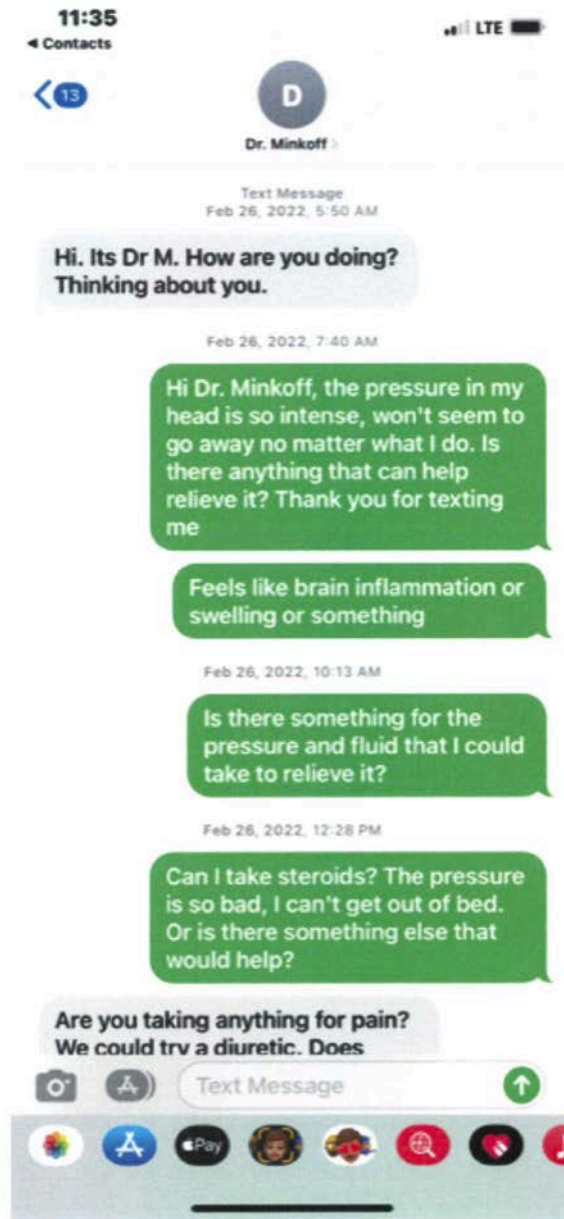 11:35
LTE
◀ Contacts
13
D
Dr. Minkoff
Text Message
Feb 26, 2022, 5:50 AM
Hi. Its Dr M. How are you doing?
Thinking about you.
Feb 26, 2022, 7:40 AM
Hi Dr. Minkoff, the pressure in my
head is so intense, won't seem to
go away no matter what I do. Is
there anything that can help
relieve it? Thank you for texting
me
Feels like brain inflammation or
swelling or something
Feb 26, 2022, 10:13 AM
Is there something for the
pressure and fluid that I could
take to relieve it?
Feb 26, 2022, 12:28 PM
Can I take steroids? The pressure
is so bad, I can't get out of bed.
Or is there something else that
would help?
Are you taking anything for pain?
We could try a diuretic. Does
Text Message
Pay